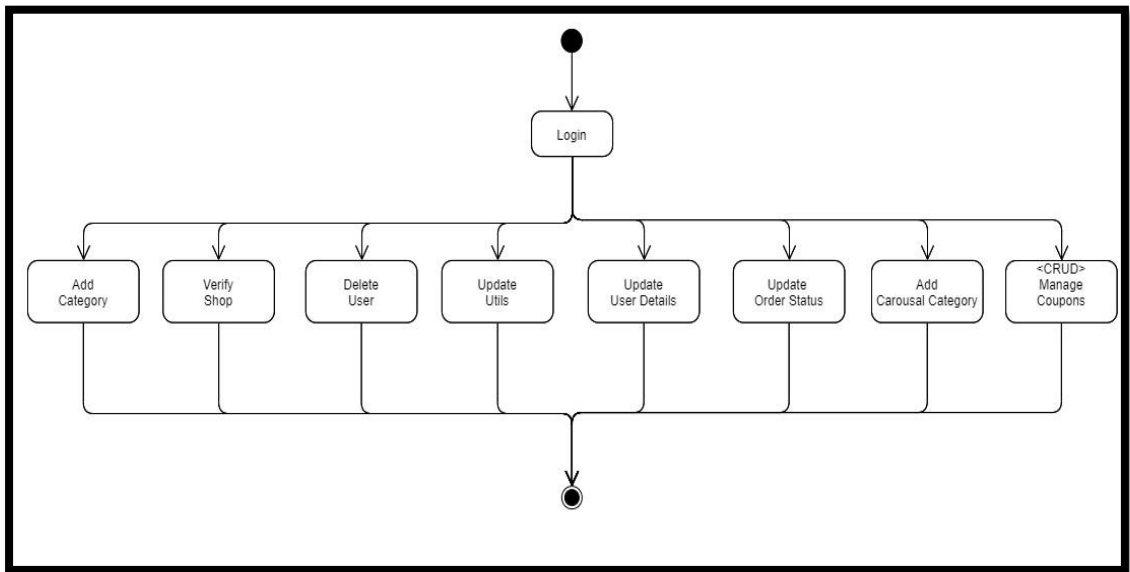 Login
Add
Category
Verify
Shop
Delete
User
Update
Utils
Update
User Details
Update
Order Status
Add
Carousal Category
<CRUD>
Manage
Coupons